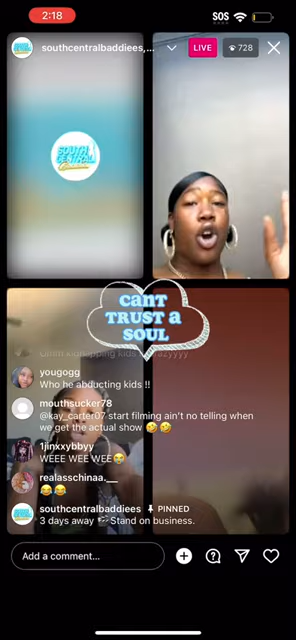 2:18
SOS
southcentralbaddiees,...
LIVE
728
SOUTH
CENTRAL
CANT
TRUST a
SOUL
yougogg
Who he abducting kids !!
mouthsucker78
@kay_carter07 start filming ain't no telling when
we get the actual show 🤣🤣
1jinxxybbyy
WEEE WEE WEE😭
realasschinaa.__
😂😂
southcentralbaddiees PINNED
3 days away Stand on business.
Add a comment...